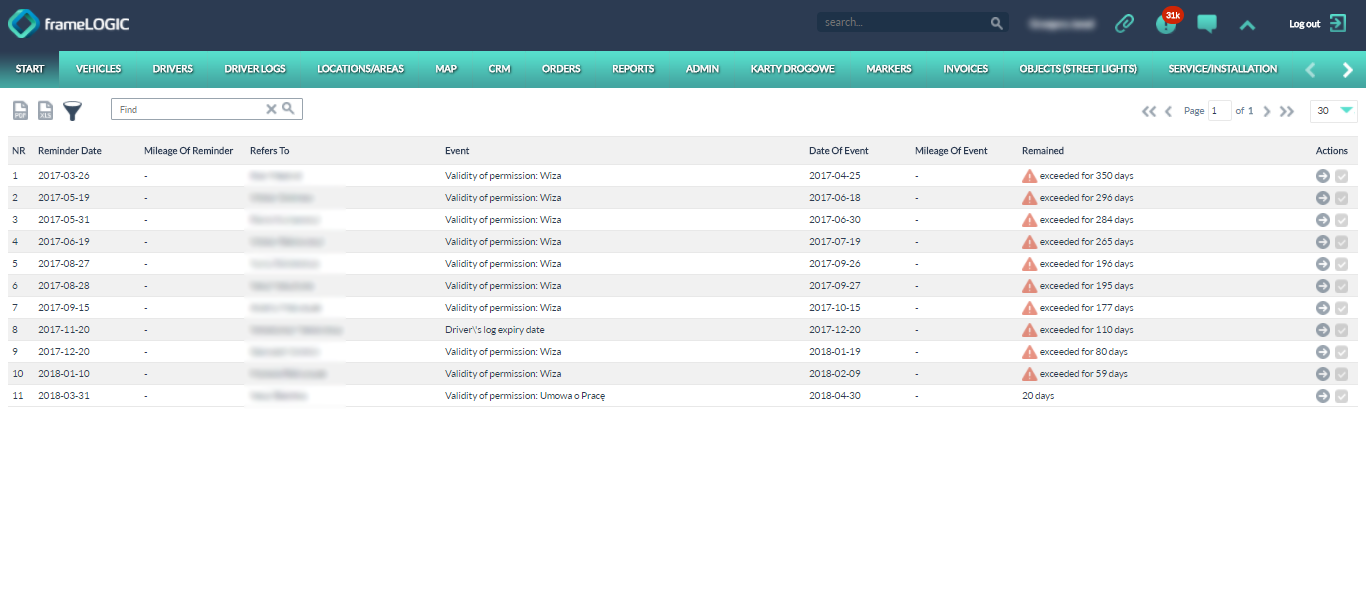 frameLOGIC
search...
31k
Log out
START VEHICLES DRIVERS DRIVER LOGS LOCATIONS/AREAS MAP CRM ORDERS REPORTS ADMIN KARTY DROGOWE MARKERS INVOICES OBJECTS (STREET LIGHTS) SERVICE/INSTALLATION
PDF XLS Find Page 1 of 1 30
NR Reminder Date Mileage Of Reminder Refers To Event Date Of Event Mileage Of Event Remained Actions
1 2017-03-26 - Validity of permission: Wiza 2017-04-25 - exceeded for 350 days
2 2017-05-19 - Validity of permission: Wiza 2017-06-18 - exceeded for 296 days
3 2017-05-31 - Validity of permission: Wiza 2017-06-30 - exceeded for 284 days
4 2017-06-19 - Validity of permission: Wiza 2017-07-19 - exceeded for 265 days
5 2017-08-27 - Validity of permission: Wiza 2017-09-26 - exceeded for 196 days
6 2017-08-28 - Validity of permission: Wiza 2017-09-27 - exceeded for 195 days
7 2017-09-15 - Validity of permission: Wiza 2017-10-15 - exceeded for 177 days
8 2017-11-20 - Driver\'s log expiry date 2017-12-20 - exceeded for 110 days
9 2017-12-20 - Validity of permission: Wiza 2018-01-19 - exceeded for 80 days
10 2018-01-10 - Validity of permission: Wiza 2018-02-09 - exceeded for 59 days
11 2018-03-31 - Validity of permission: Umowa o Pracę 2018-04-30 - 20 days